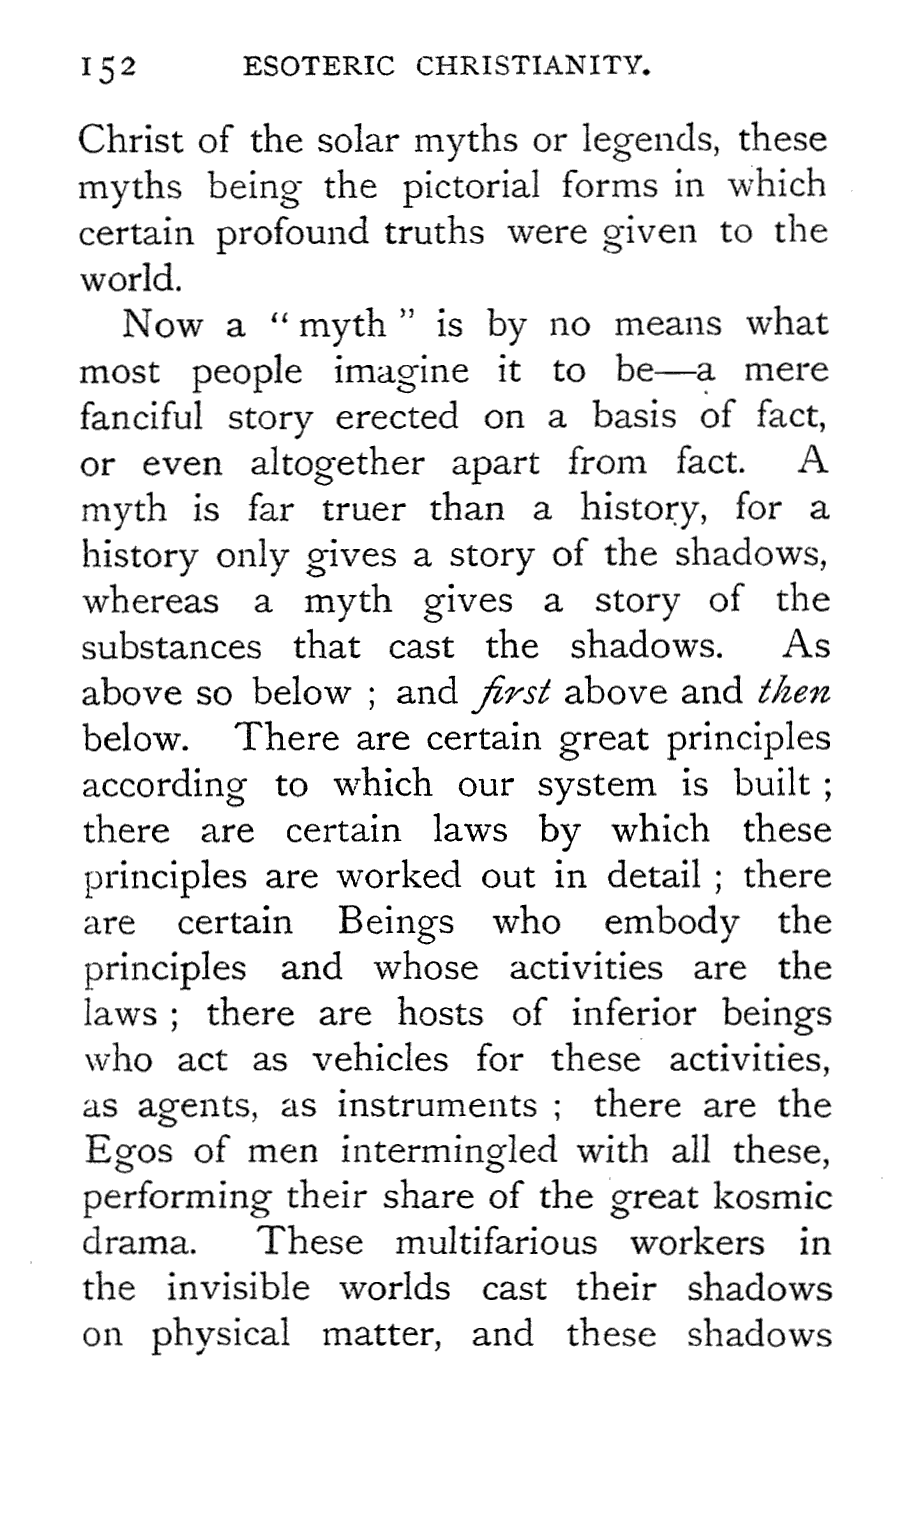 152 ESOTERIC CHRISTIANITY.
Christ of the solar myths or legends, these
myths being the pictorial forms in which
certain profound truths were given to the
world.
Now a " myth " is by no means what
most people imagine it to be—a mere
fanciful story erected on a basis of fact,
or even altogether apart from fact. A
myth is far truer than a history, for a
history only gives a story of the shadows,
whereas a myth gives a story of the
substances that cast the shadows. As
above so below ; and first above and then
below. There are certain great principles
according to which our system is built ;
there are certain laws by which these
principles are worked out in detail ; there
are certain Beings who embody the
principles and whose activities are the
laws ; there are hosts of inferior beings
who act as vehicles for these activities,
as agents, as instruments ; there are the
Egos of men intermingled with all these,
performing their share of the great kosmic
drama. These multifarious workers in
the invisible worlds cast their shadows
on physical matter, and these shadows